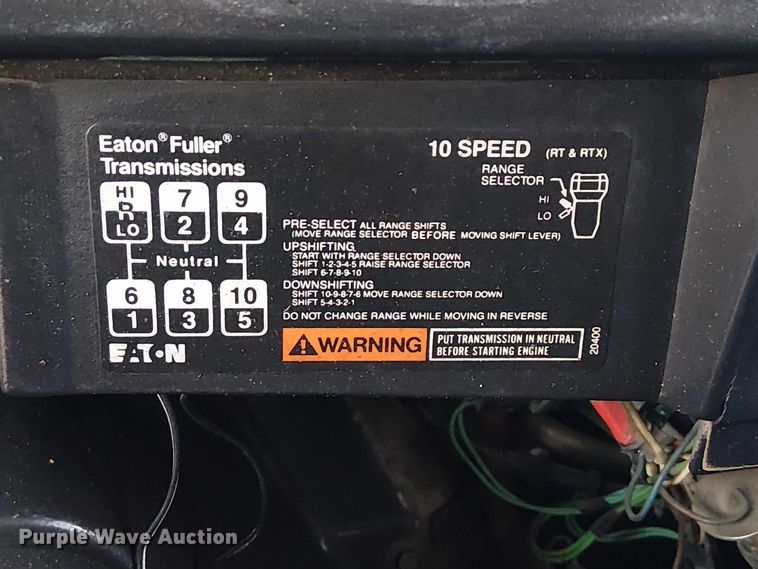 Eaton® Fuller®
Transmissions
10 SPEED (RT & RTX)
RANGE
SELECTOR
HI
LO
HI 7 9
R 2 4
LO
Neutral
6 8 10
1 3 5
EATON
PRE-SELECT ALL RANGE SHIFTS
(MOVE RANGE SELECTOR BEFORE MOVING SHIFT LEVER)
UPSHIFTING
START WITH RANGE SELECTOR DOWN
SHIFT 1-2-3-4-5 RAISE RANGE SELECTOR
SHIFT 6-7-8-9-10
DOWNSHIFTING
SHIFT 10-9-8-7-6 MOVE RANGE SELECTOR DOWN
SHIFT 5-4-3-2-1
DO NOT CHANGE RANGE WHILE MOVING IN REVERSE
WARNING
PUT TRANSMISSION IN NEUTRAL
BEFORE STARTING ENGINE
20400
Purple Wave Auction